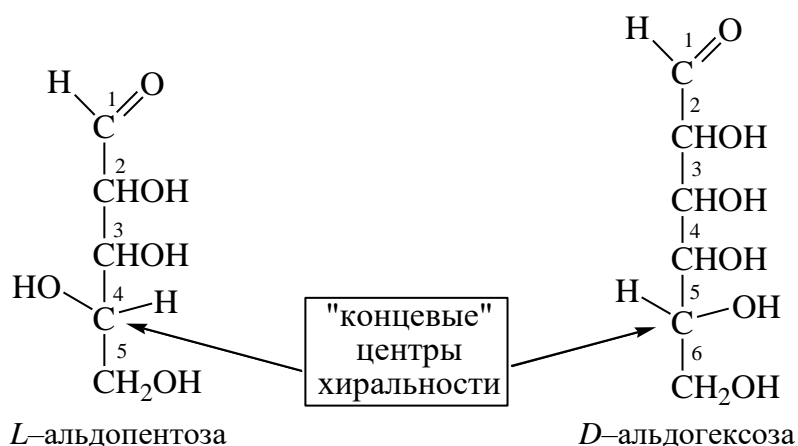 H O
1
C
2
CHOH
3
CHOH
HO 4 H
C
5
CH₂OH
L–альдопентоза
"концевые"
центры
хиральности
H O
1
C
2
CHOH
3
CHOH
4
CHOH
H 5 OH
C
6
CH₂OH
D–альдогексоза